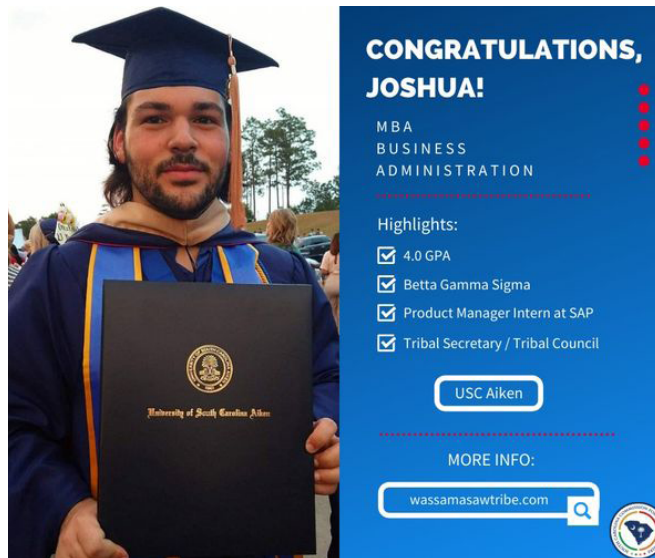 CONGRATULATIONS,
JOSHUA!
MBA
BUSINESS
ADMINISTRATION
Highlights:
4.0 GPA
Betta Gamma Sigma
Product Manager Intern at SAP
Tribal Secretary / Tribal Council
USC Aiken
MORE INFO:
wassamasawtribe.com
University of South Carolina Aiken